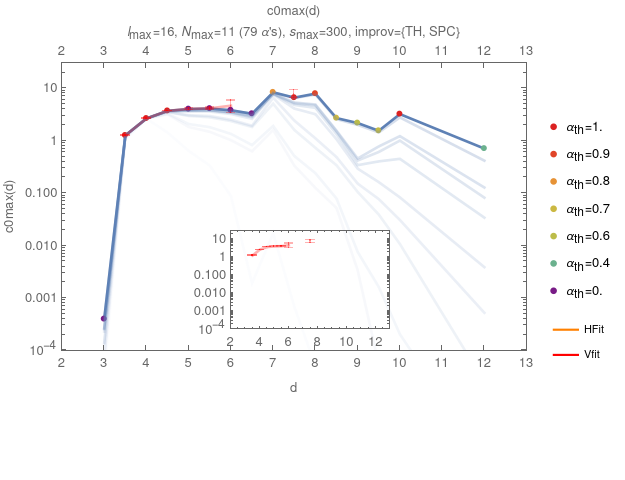 c0max(d)
lmax=16, Nmax=11 (79 α's), smax=300, improv={TH, SPC}
2 3 4 5 6 7 8 9 10 11 12 13
10
1
0.100
0.010
0.001
10⁻⁴
c0max(d)
10
1
0.100
0.010
0.001
10⁻⁴
2 4 6 8 10 12
2 3 4 5 6 7 8 9 10 11 12 13
d
αth=1.
αth=0.9
αth=0.8
αth=0.7
αth=0.6
αth=0.4
αth=0.
HFit
Vfit